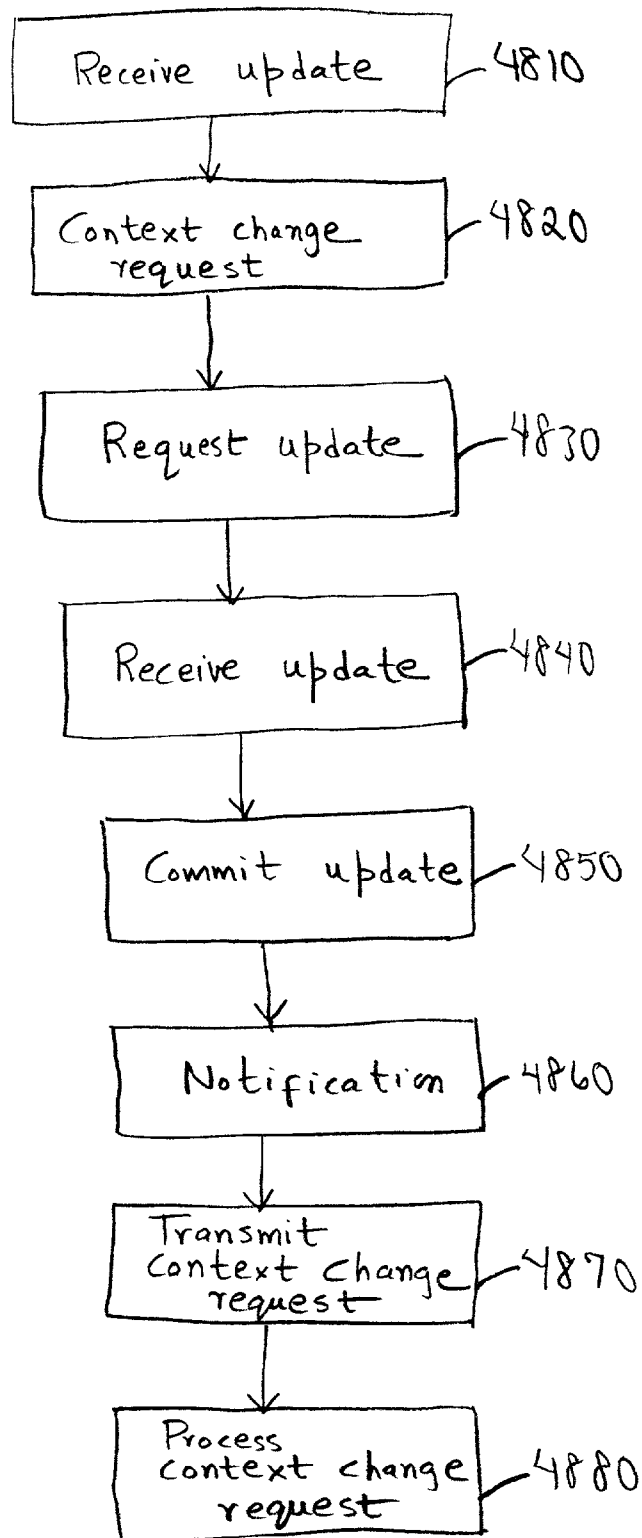 Receive update 4810
Context change 4820
request
Request update 4830
Receive update 4840
Commit update 4850
Notification 4860
Transmit
Context change 4870
request
Process
context change 4880
request